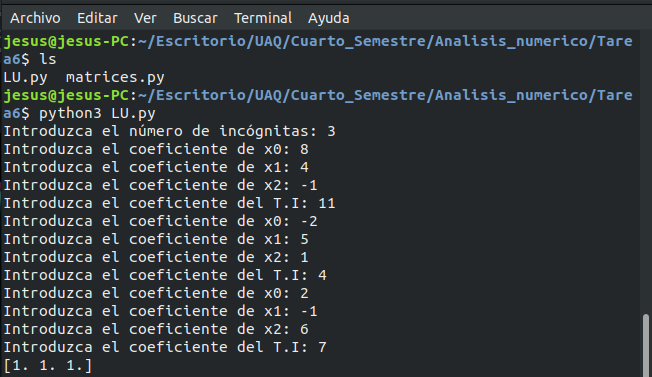 Archivo Editar Ver Buscar Terminal Ayuda
jesus@jesus-PC:~/Escritorio/UAQ/Cuarto_Semestre/Analisis_numerico/Tare
a6$ ls
LU.py  matrices.py
jesus@jesus-PC:~/Escritorio/UAQ/Cuarto_Semestre/Analisis_numerico/Tare
a6$ python3 LU.py
Introduzca el número de incógnitas: 3
Introduzca el coeficiente de x0: 8
Introduzca el coeficiente de x1: 4
Introduzca el coeficiente de x2: -1
Introduzca el coeficiente del T.I: 11
Introduzca el coeficiente de x0: -2
Introduzca el coeficiente de x1: 5
Introduzca el coeficiente de x2: 1
Introduzca el coeficiente del T.I: 4
Introduzca el coeficiente de x0: 2
Introduzca el coeficiente de x1: -1
Introduzca el coeficiente de x2: 6
Introduzca el coeficiente del T.I: 7
[1. 1. 1.]